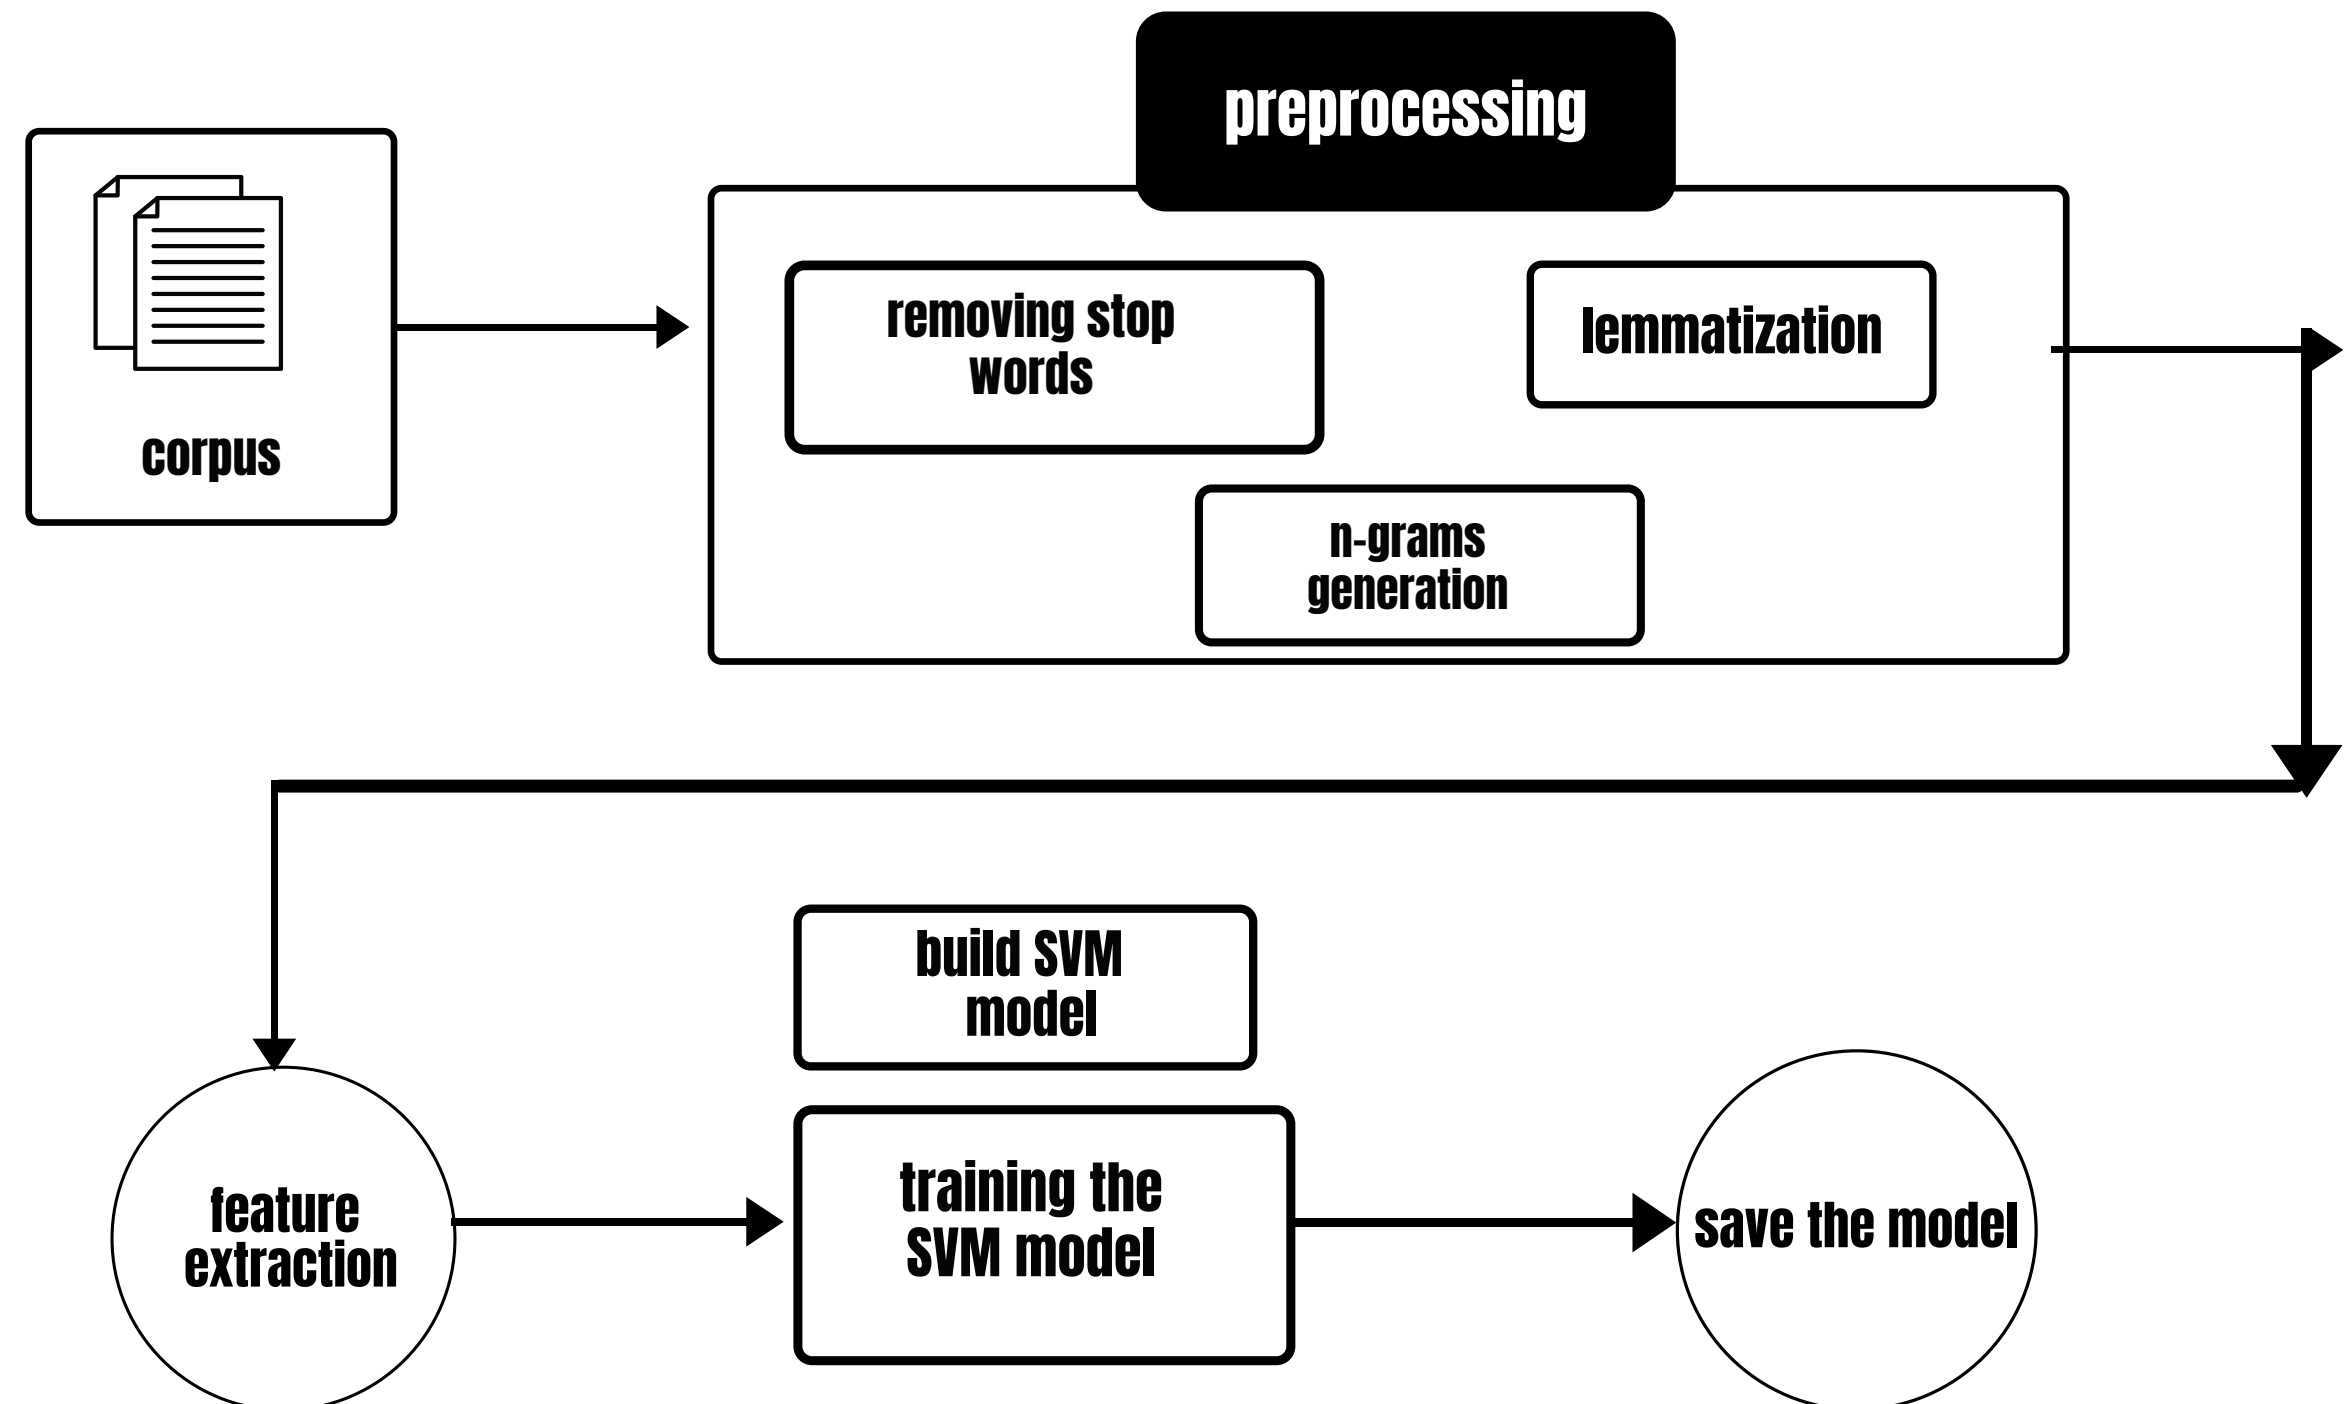 preprocessing
corpus
removing stop
words
lemmatization
n-grams
generation
build SVM
model
feature
extraction
training the
SVM model
save the model